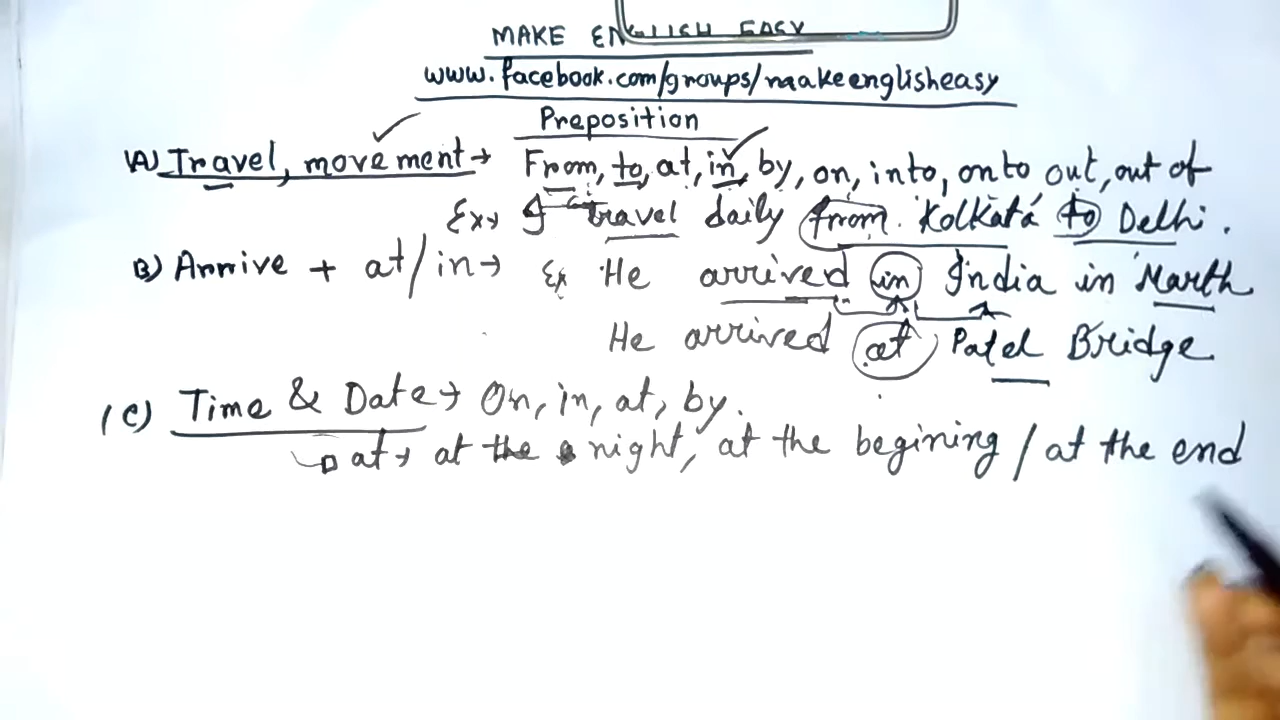 MAKE ENGLISH EASY
www.facebook.com/groups/makeenglisheasy
Preposition
(A) Travel, movement → From, to, at, in, by, on, into, onto out, out of
Ex→ I travel daily from Kolkata to Delhi.
B) Arrive + at/in → Ex He arrived in India in Marth
He arrived at Patel Bridge
(C) Time & Date → On, in, at, by.
at → at the night, at the begining / at the end